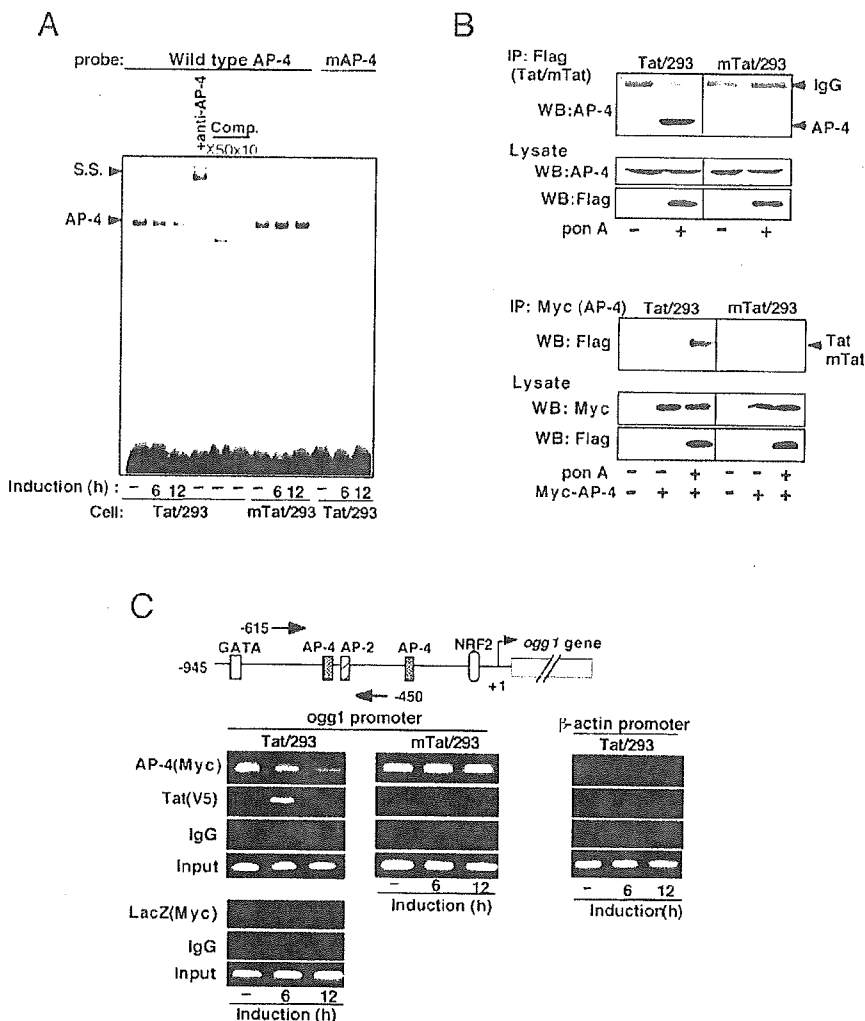 A
probe: Wild type AP-4 mAP-4
+anti-AP-4
Comp.
X50x10
S.S.
AP-4
Induction (h) : - 6 12 - - - - 6 12 - 6 12
Cell: Tat/293 mTat/293 Tat/293
B
IP: Flag Tat/293 mTat/293
(Tat/mTat)
IgG
WB:AP-4
AP-4
Lysate
WB:AP-4
WB:Flag
pon A - + - +
IP: Myc (AP-4) Tat/293 mTat/293
WB: Flag
Tat
mTat
Lysate
WB: Myc
WB: Flag
pon A - - + - - +
Myc-AP-4 - + + - + +
C
-615
GATA AP-4 AP-2 AP-4 NRF2 ogg1 gene
-945
+1
-450
ogg1 promoter β-actin promoter
Tat/293 mTat/293 Tat/293
AP-4(Myc)
Tat(V5)
IgG
Input
- 6 12 - 6 12
Induction (h) Induction(h)
LacZ(Myc)
IgG
Input
- 6 12
Induction (h)